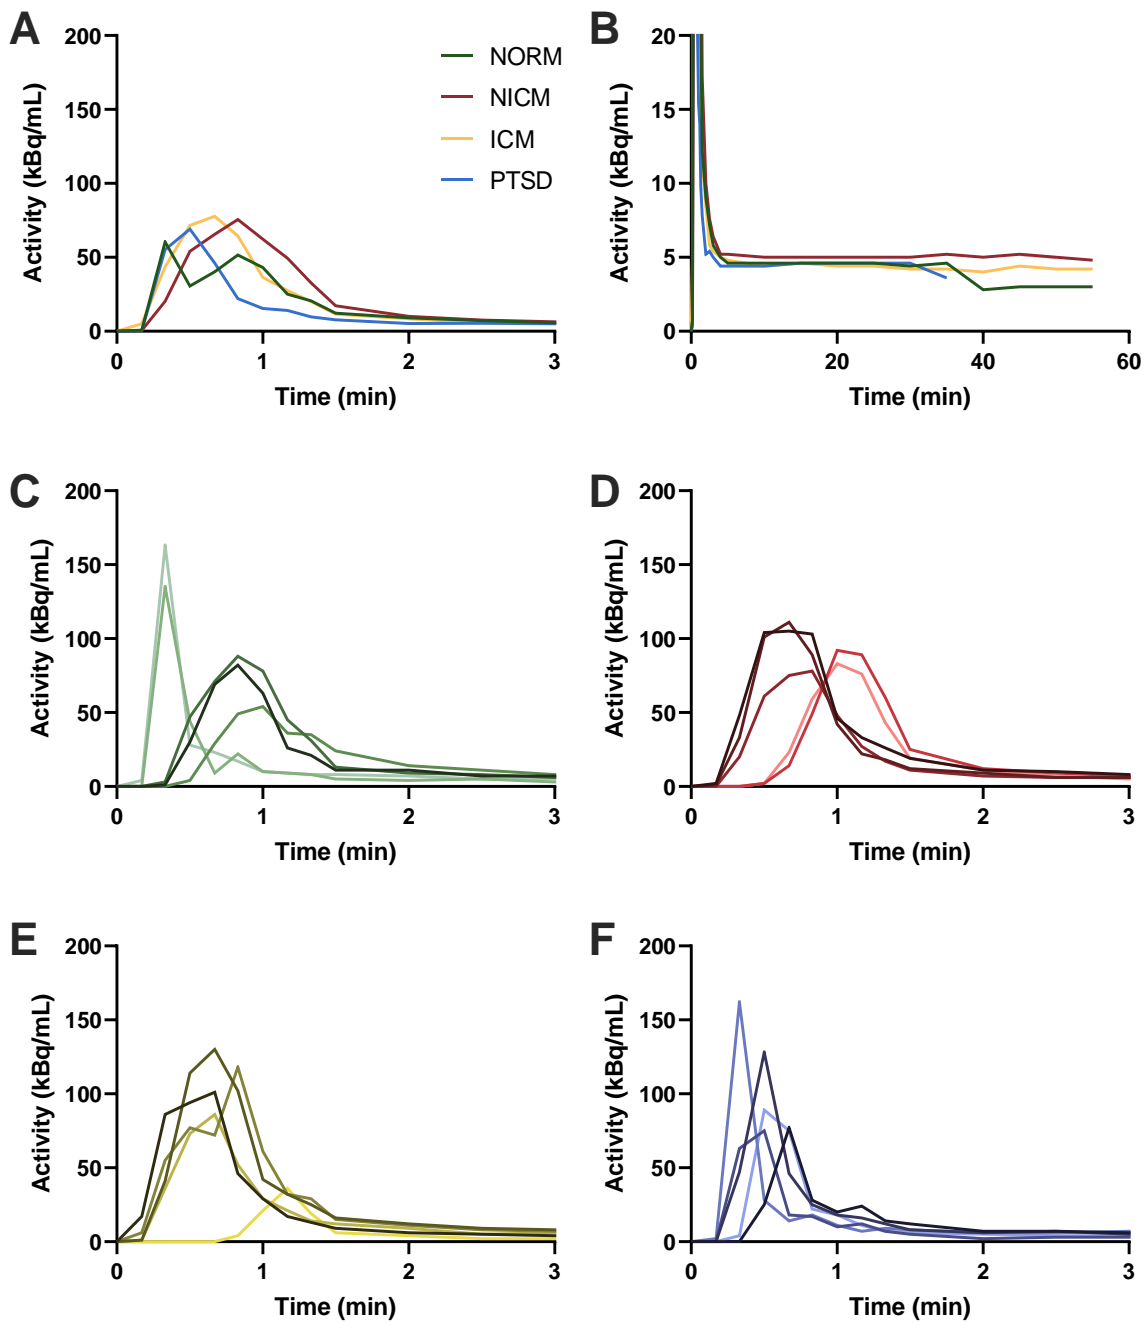 A
200
150
100
50
0
Activity (kBq/mL)
0 1 2 3
Time (min)
NORM
NICM
ICM
PTSD
B
20
15
10
5
0
Activity (kBq/mL)
0 20 40 60
Time (min)
C
200
150
100
50
0
Activity (kBq/mL)
0 1 2 3
Time (min)
D
200
150
100
50
0
Activity (kBq/mL)
0 1 2 3
Time (min)
E
200
150
100
50
0
Activity (kBq/mL)
0 1 2 3
Time (min)
F
200
150
100
50
0
Activity (kBq/mL)
0 1 2 3
Time (min)